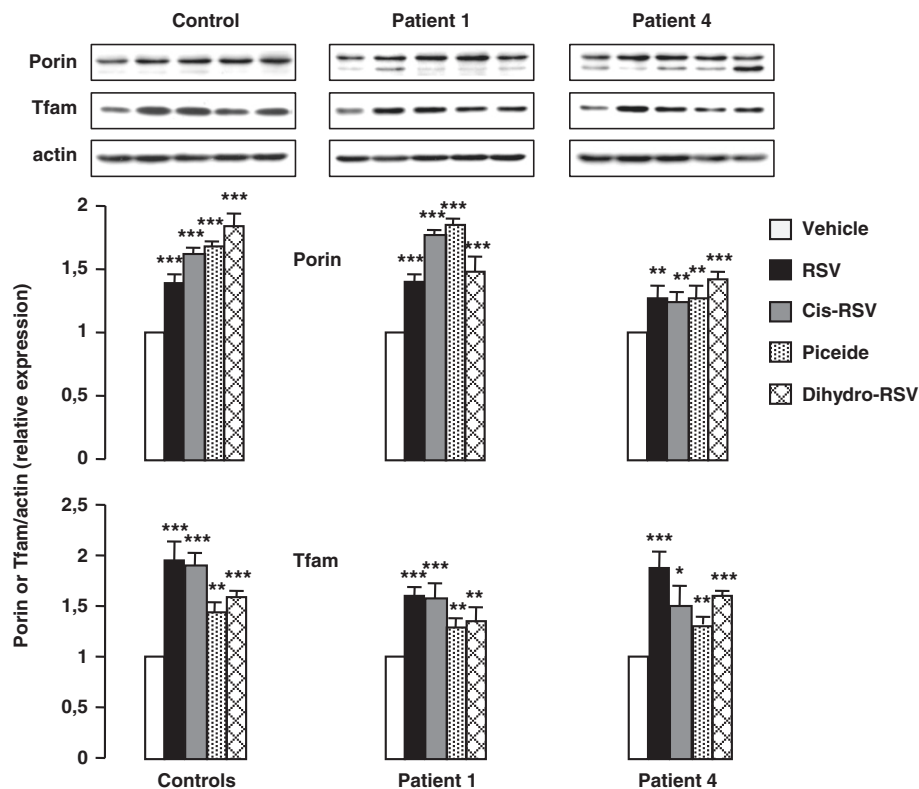 Control Patient 1 Patient 4
Porin
Tfam
actin
Porin or Tfam/actin (relative expression)
2
1,5
1
0,5
0
*** *** *** ***
Porin
*** *** *** ***
** ** ** ***
Vehicle
RSV
Cis-RSV
Piceide
Dihydro-RSV
2,5
2
1,5
1
0,5
0
*** *** ** ***
Tfam
*** *** ** **
*** * ** ***
Controls Patient 1 Patient 4